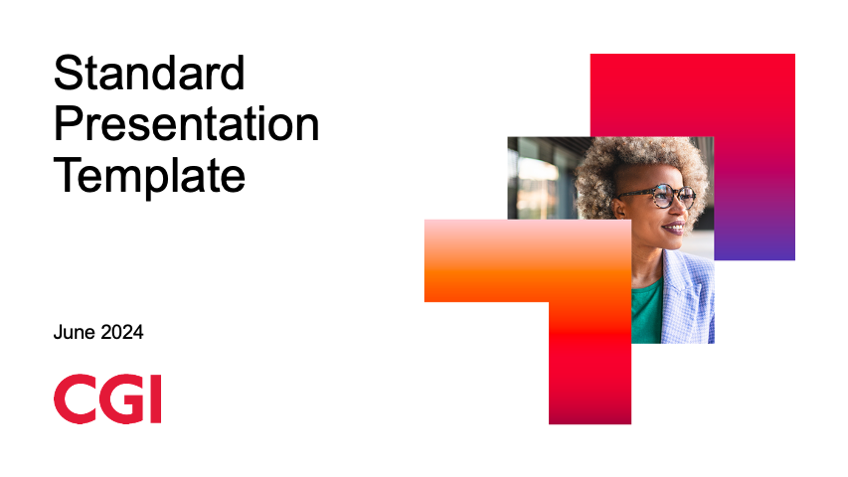 Standard
Presentation
Template
June 2024
CGI